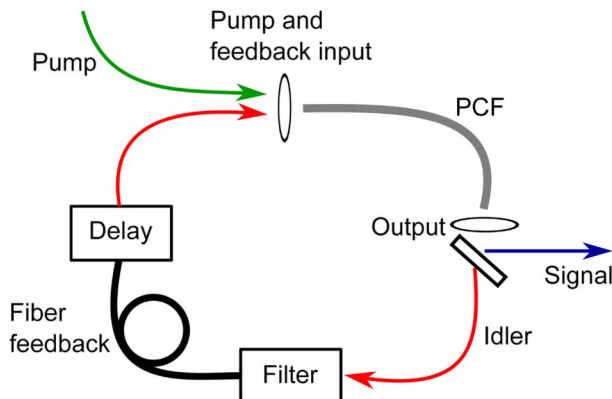 Pump and
feedback input
Pump
PCF
Output
Delay
Signal
Fiber
feedback
Idler
Filter